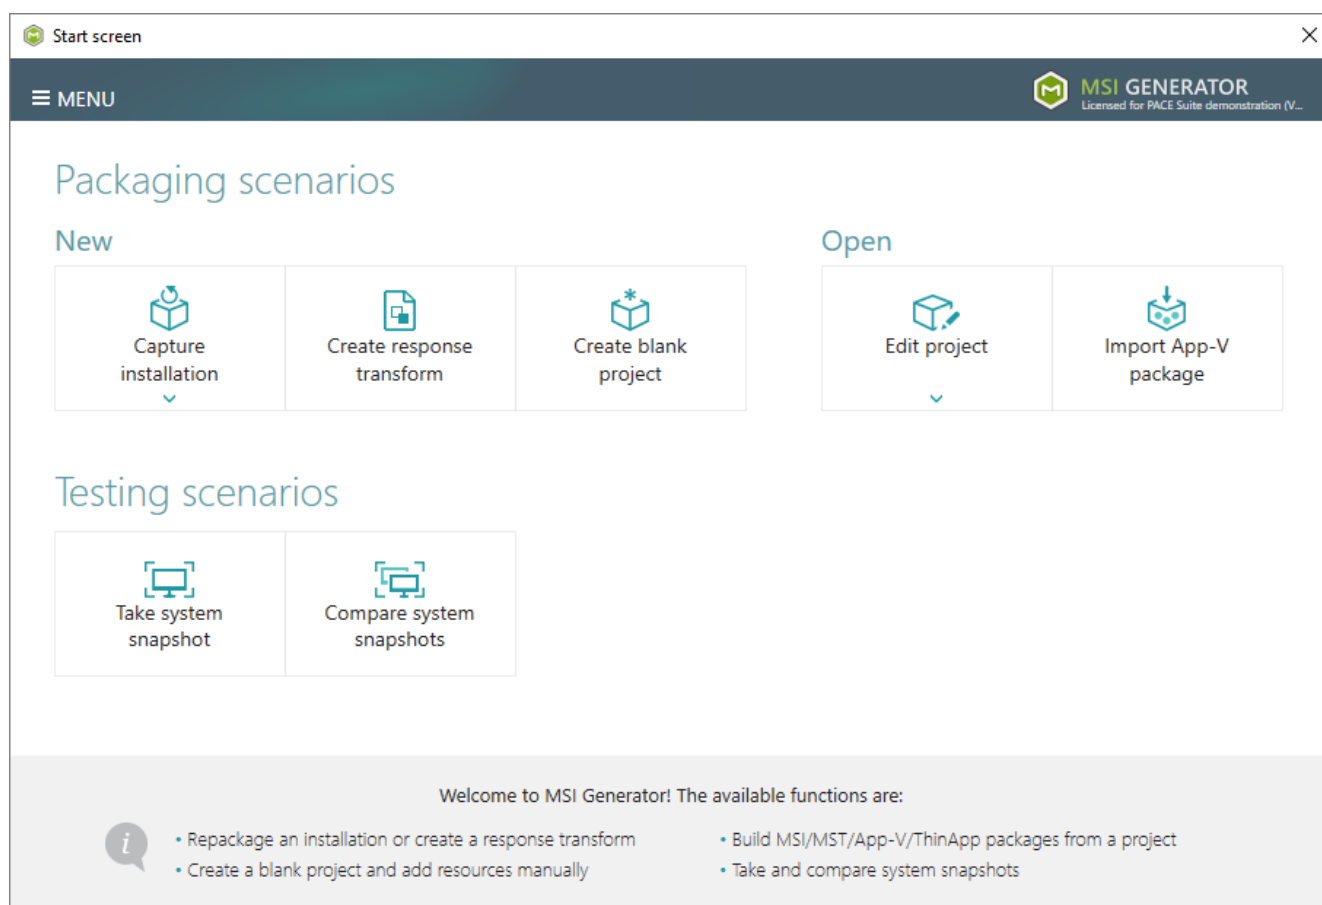 Start screen
MENU
MSI GENERATOR
Licensed for PACE Suite demonstration (V...
Packaging scenarios
New
Open
Capture
installation
Create response
transform
Create blank
project
Edit project
Import App-V
package
Testing scenarios
Take system
snapshot
Compare system
snapshots
Welcome to MSI Generator! The available functions are:
• Repackage an installation or create a response transform
• Create a blank project and add resources manually
• Build MSI/MST/App-V/ThinApp packages from a project
• Take and compare system snapshots